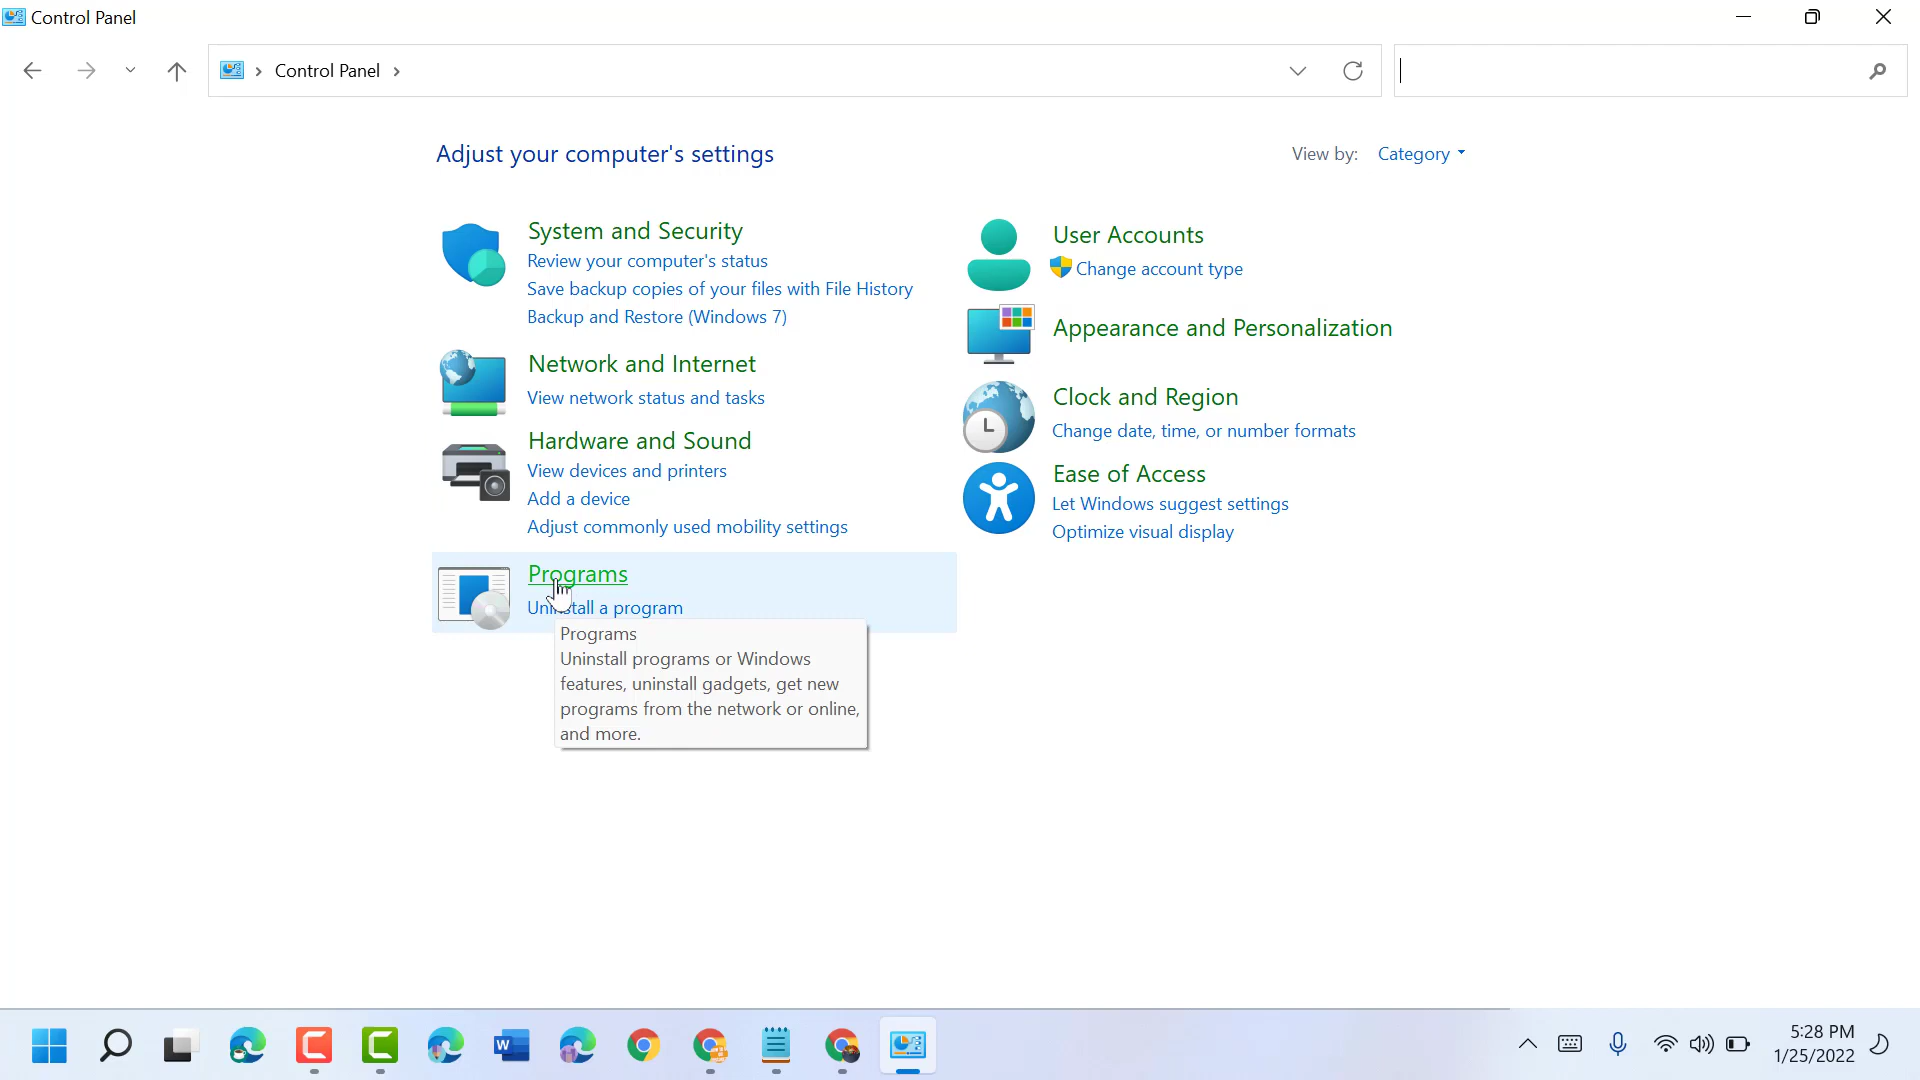 Control Panel
Control Panel
Adjust your computer's settings
View by: Category
System and Security
Review your computer's status
Save backup copies of your files with File History
Backup and Restore (Windows 7)
Network and Internet
View network status and tasks
Hardware and Sound
View devices and printers
Add a device
Adjust commonly used mobility settings
Programs
Uninstall a program
Programs
Uninstall programs or Windows
features, uninstall gadgets, get new
programs from the network or online,
and more.
User Accounts
Change account type
Appearance and Personalization
Clock and Region
Change date, time, or number formats
Ease of Access
Let Windows suggest settings
Optimize visual display
5:28 PM
1/25/2022